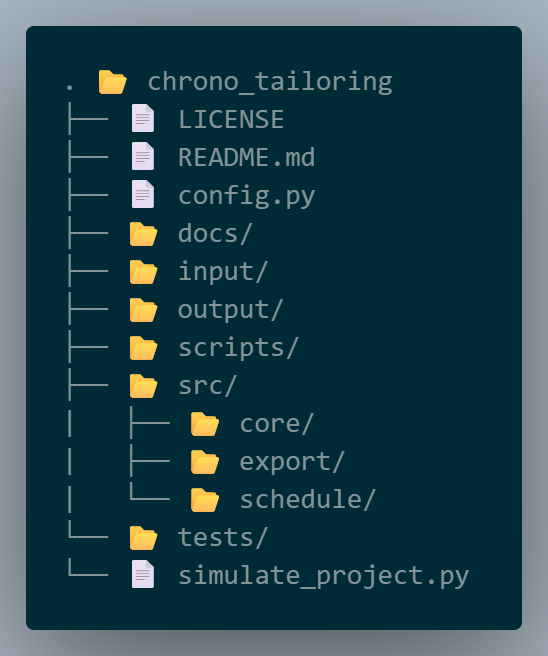 . 📂 chrono_tailoring
├── 📄 LICENSE
├── 📄 README.md
├── 📄 config.py
├── 📂 docs/
├── 📂 input/
├── 📂 output/
├── 📂 scripts/
├── 📂 src/
│   ├── 📂 core/
│   ├── 📂 export/
│   └── 📂 schedule/
└── 📂 tests/
└── 📄 simulate_project.py